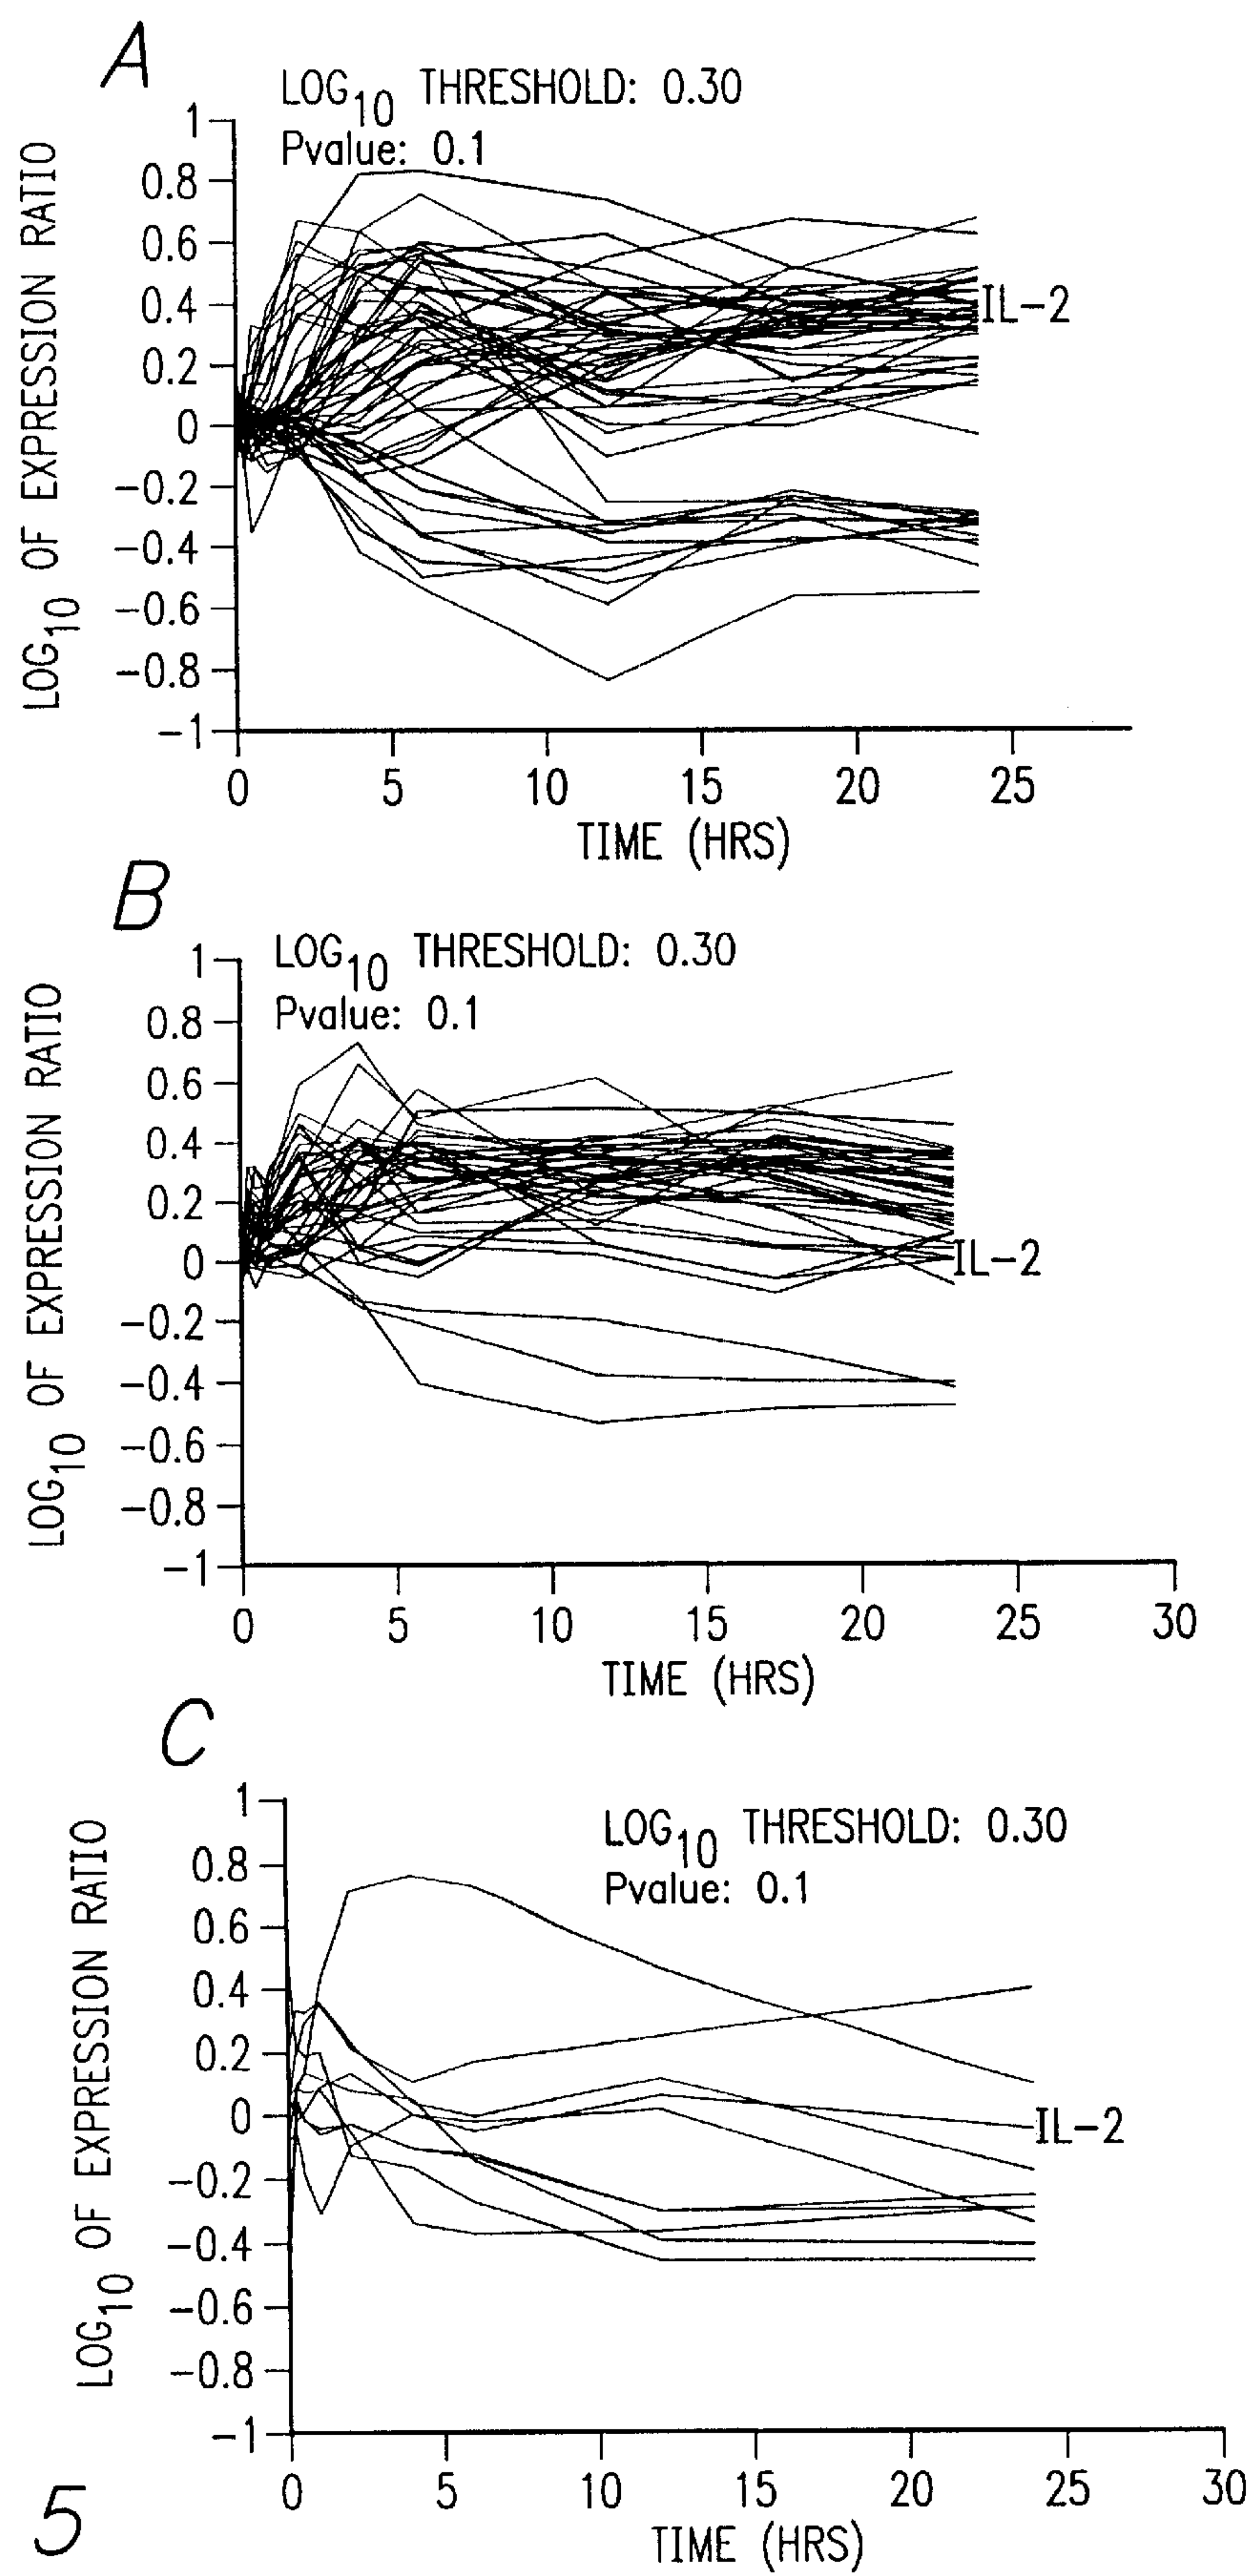 A
LOG10 THRESHOLD: 0.30
Pvalue: 0.1
LOG10 OF EXPRESSION RATIO
1
0.8
0.6
0.4
0.2
0
−0.2
−0.4
−0.6
−0.8
−1
IL−2
0 5 10 15 20 25
TIME (HRS)
B
LOG10 THRESHOLD: 0.30
Pvalue: 0.1
LOG10 OF EXPRESSION RATIO
1
0.8
0.6
0.4
0.2
0
−0.2
−0.4
−0.6
−0.8
−1
IL−2
0 5 10 15 20 25 30
TIME (HRS)
C
LOG10 THRESHOLD: 0.30
Pvalue: 0.1
LOG10 OF EXPRESSION RATIO
1
0.8
0.6
0.4
0.2
0
−0.2
−0.4
−0.6
−0.8
−1
IL−2
0 5 10 15 20 25 30
TIME (HRS)
5